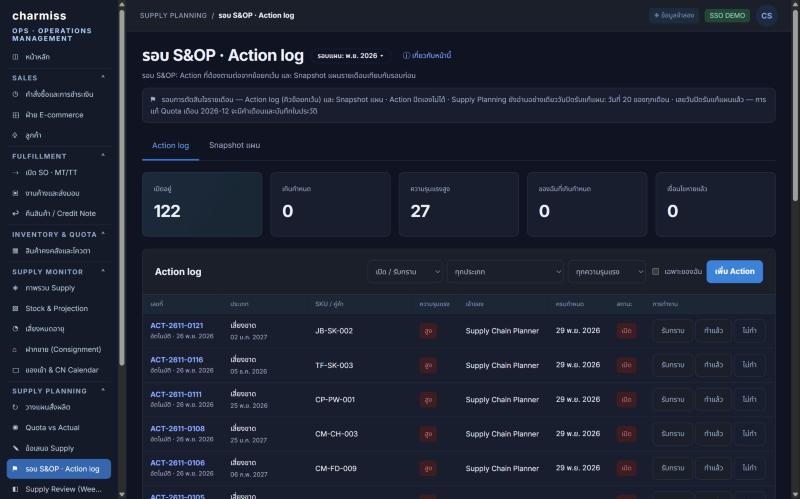 charmiss
OPS · OPERATIONS MANAGEMENT
หน้าหลัก
SALES
คำสั่งซื้อและการชำระเงิน
ฝ่าย E-commerce
ลูกค้า
FULFILLMENT
เปิด SO · MT/TT
งานค้างและส่งมอบ
คืนสินค้า / Credit Note
INVENTORY & QUOTA
สินค้าคงคลังและโควตา
SUPPLY MONITOR
ภาพรวม Supply
Stock & Projection
เสี่ยงหมดอายุ
ฝากขาย (Consignment)
ของเข้า & CN Calendar
SUPPLY PLANNING
วางแผนสั่งผลิต
Quota vs Actual
ข้อเสนอ Supply
รอบ S&OP · Action log
Supply Review (Wee...
SUPPLY PLANNING / รอบ S&OP · Action log
ข้อมูลจำลอง
SSO DEMO
CS
รอบ S&OP · Action log
รอบแผน: พ.ย. 2026
เกี่ยวกับหน้านี้
รอบ S&OP: Action ที่ต้องตามต่อจากข้อยกเว้น และ Snapshot แผนรายเดือนเทียบกับรอบก่อน
รอบการตัดสินใจรายเดือน — Action log (คิวข้อยกเว้น) และ Snapshot แผน · Action ปิดเองไม่ได้ · Supply Planning ยังอ่านอย่างเดียววันปิดรับแก้แผน: วันที่ 20 ของทุกเดือน · เลยวันปิดรับแก้แผนแล้ว — การ
แก้ Quota เดือน 2026-12 จะมีคำเตือนและบันทึกในประวัติ
Action log
Snapshot แผน
เปิดอยู่
122
เกินกำหนด
0
ความรุนแรงสูง
27
ของฉันที่เกินกำหนด
0
เงื่อนไขหายแล้ว
0
Action log
เปิด / รับทราบ
ทุกประเภท
ทุกความรุนแรง
เฉพาะของฉัน
เพิ่ม Action
เลขที่ ประเภท SKU / คู่ค้า ความรุนแรง เจ้าของ ครบกำหนด สถานะ การทำงาน
ACT-2611-0121 เสี่ยงขาด JB-SK-002 สูง Supply Chain Planner 29 พ.ย. 2026 เปิด รับทราบ ทำแล้ว ไม่ทำ
อัตโนมัติ · 26 พ.ย. 2026 02 ม.ค. 2027
ACT-2611-0116 เสี่ยงขาด TF-SK-003 สูง Supply Chain Planner 29 พ.ย. 2026 เปิด รับทราบ ทำแล้ว ไม่ทำ
อัตโนมัติ · 26 พ.ย. 2026 05 ธ.ค. 2026
ACT-2611-0111 เสี่ยงขาด CP-PW-001 สูง Supply Chain Planner 29 พ.ย. 2026 เปิด รับทราบ ทำแล้ว ไม่ทำ
อัตโนมัติ · 26 พ.ย. 2026 25 พ.ย. 2026
ACT-2611-0108 เสี่ยงขาด CM-CH-003 สูง Supply Chain Planner 29 พ.ย. 2026 เปิด รับทราบ ทำแล้ว ไม่ทำ
อัตโนมัติ · 26 พ.ย. 2026 25 ม.ค. 2027
ACT-2611-0106 เสี่ยงขาด CM-FD-009 สูง Supply Chain Planner 29 พ.ย. 2026 เปิด รับทราบ ทำแล้ว ไม่ทำ
อัตโนมัติ · 26 พ.ย. 2026 06 ก.พ. 2027
ACT-2611-0105 เสี่ยงขาด